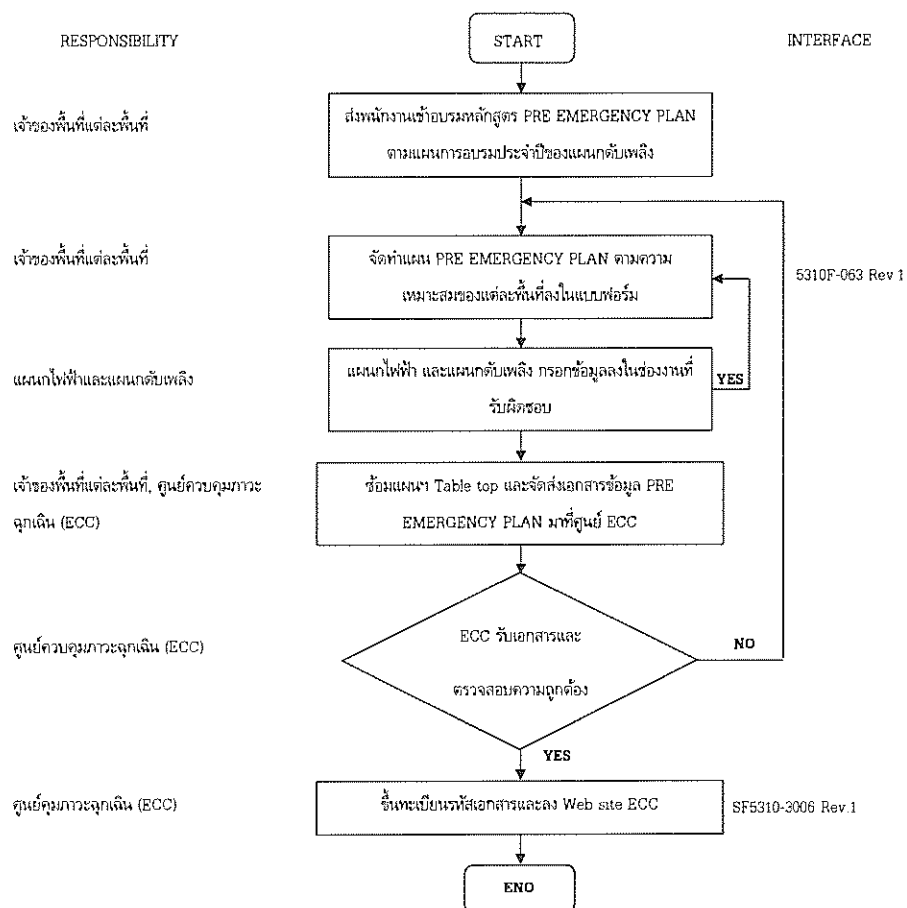 RESPONSIBILITY
START
INTERFACE
เจ้าของพื้นที่แต่ละพื้นที่
ส่งพนักงานเข้าอบรมหลักสูตร PRE EMERGENCY PLAN
ตามแผนการอบรมประจำปีของแผนกดับเพลิง
เจ้าของพื้นที่แต่ละพื้นที่
จัดทำแผน PRE EMERGENCY PLAN ตามความ
เหมาะสมของแต่ละพื้นที่ลงในแบบฟอร์ม
5310F-063 Rev 1
แผนกไฟฟ้าและแผนกดับเพลิง
แผนกไฟฟ้า และแผนกดับเพลิง กรอกข้อมูลลงในช่องงานที่
รับผิดชอบ
YES
เจ้าของพื้นที่แต่ละพื้นที่, ศูนย์ควบคุมภาวะ
ฉุกเฉิน (ECC)
ซ้อมแผนฯ Table top และจัดส่งเอกสารข้อมูล PRE
EMERGENCY PLAN มาที่ศูนย์ ECC
ศูนย์ควบคุมภาวะฉุกเฉิน (ECC)
ECC รับเอกสารและ
ตรวจสอบความถูกต้อง
NO
YES
ศูนย์คุมภาวะฉุกเฉิน (ECC)
ขึ้นทะเบียนรหัสเอกสารและลง Web site ECC
SF5310-3006 Rev.1
ENO